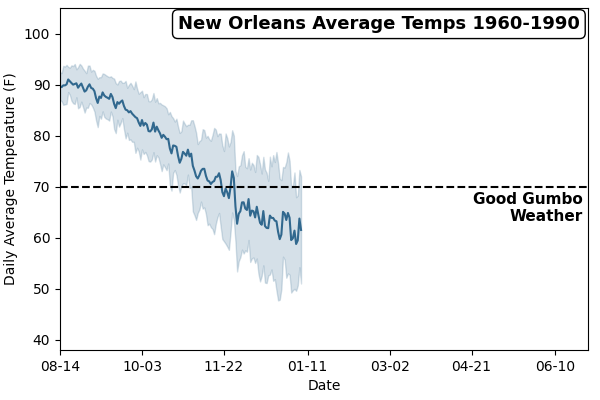 New Orleans Average Temps 1960-1990
Daily Average Temperature (F)
100
90
80
70
60
50
40
Good Gumbo
Weather
08-14 10-03 11-22 01-11 03-02 04-21 06-10
Date